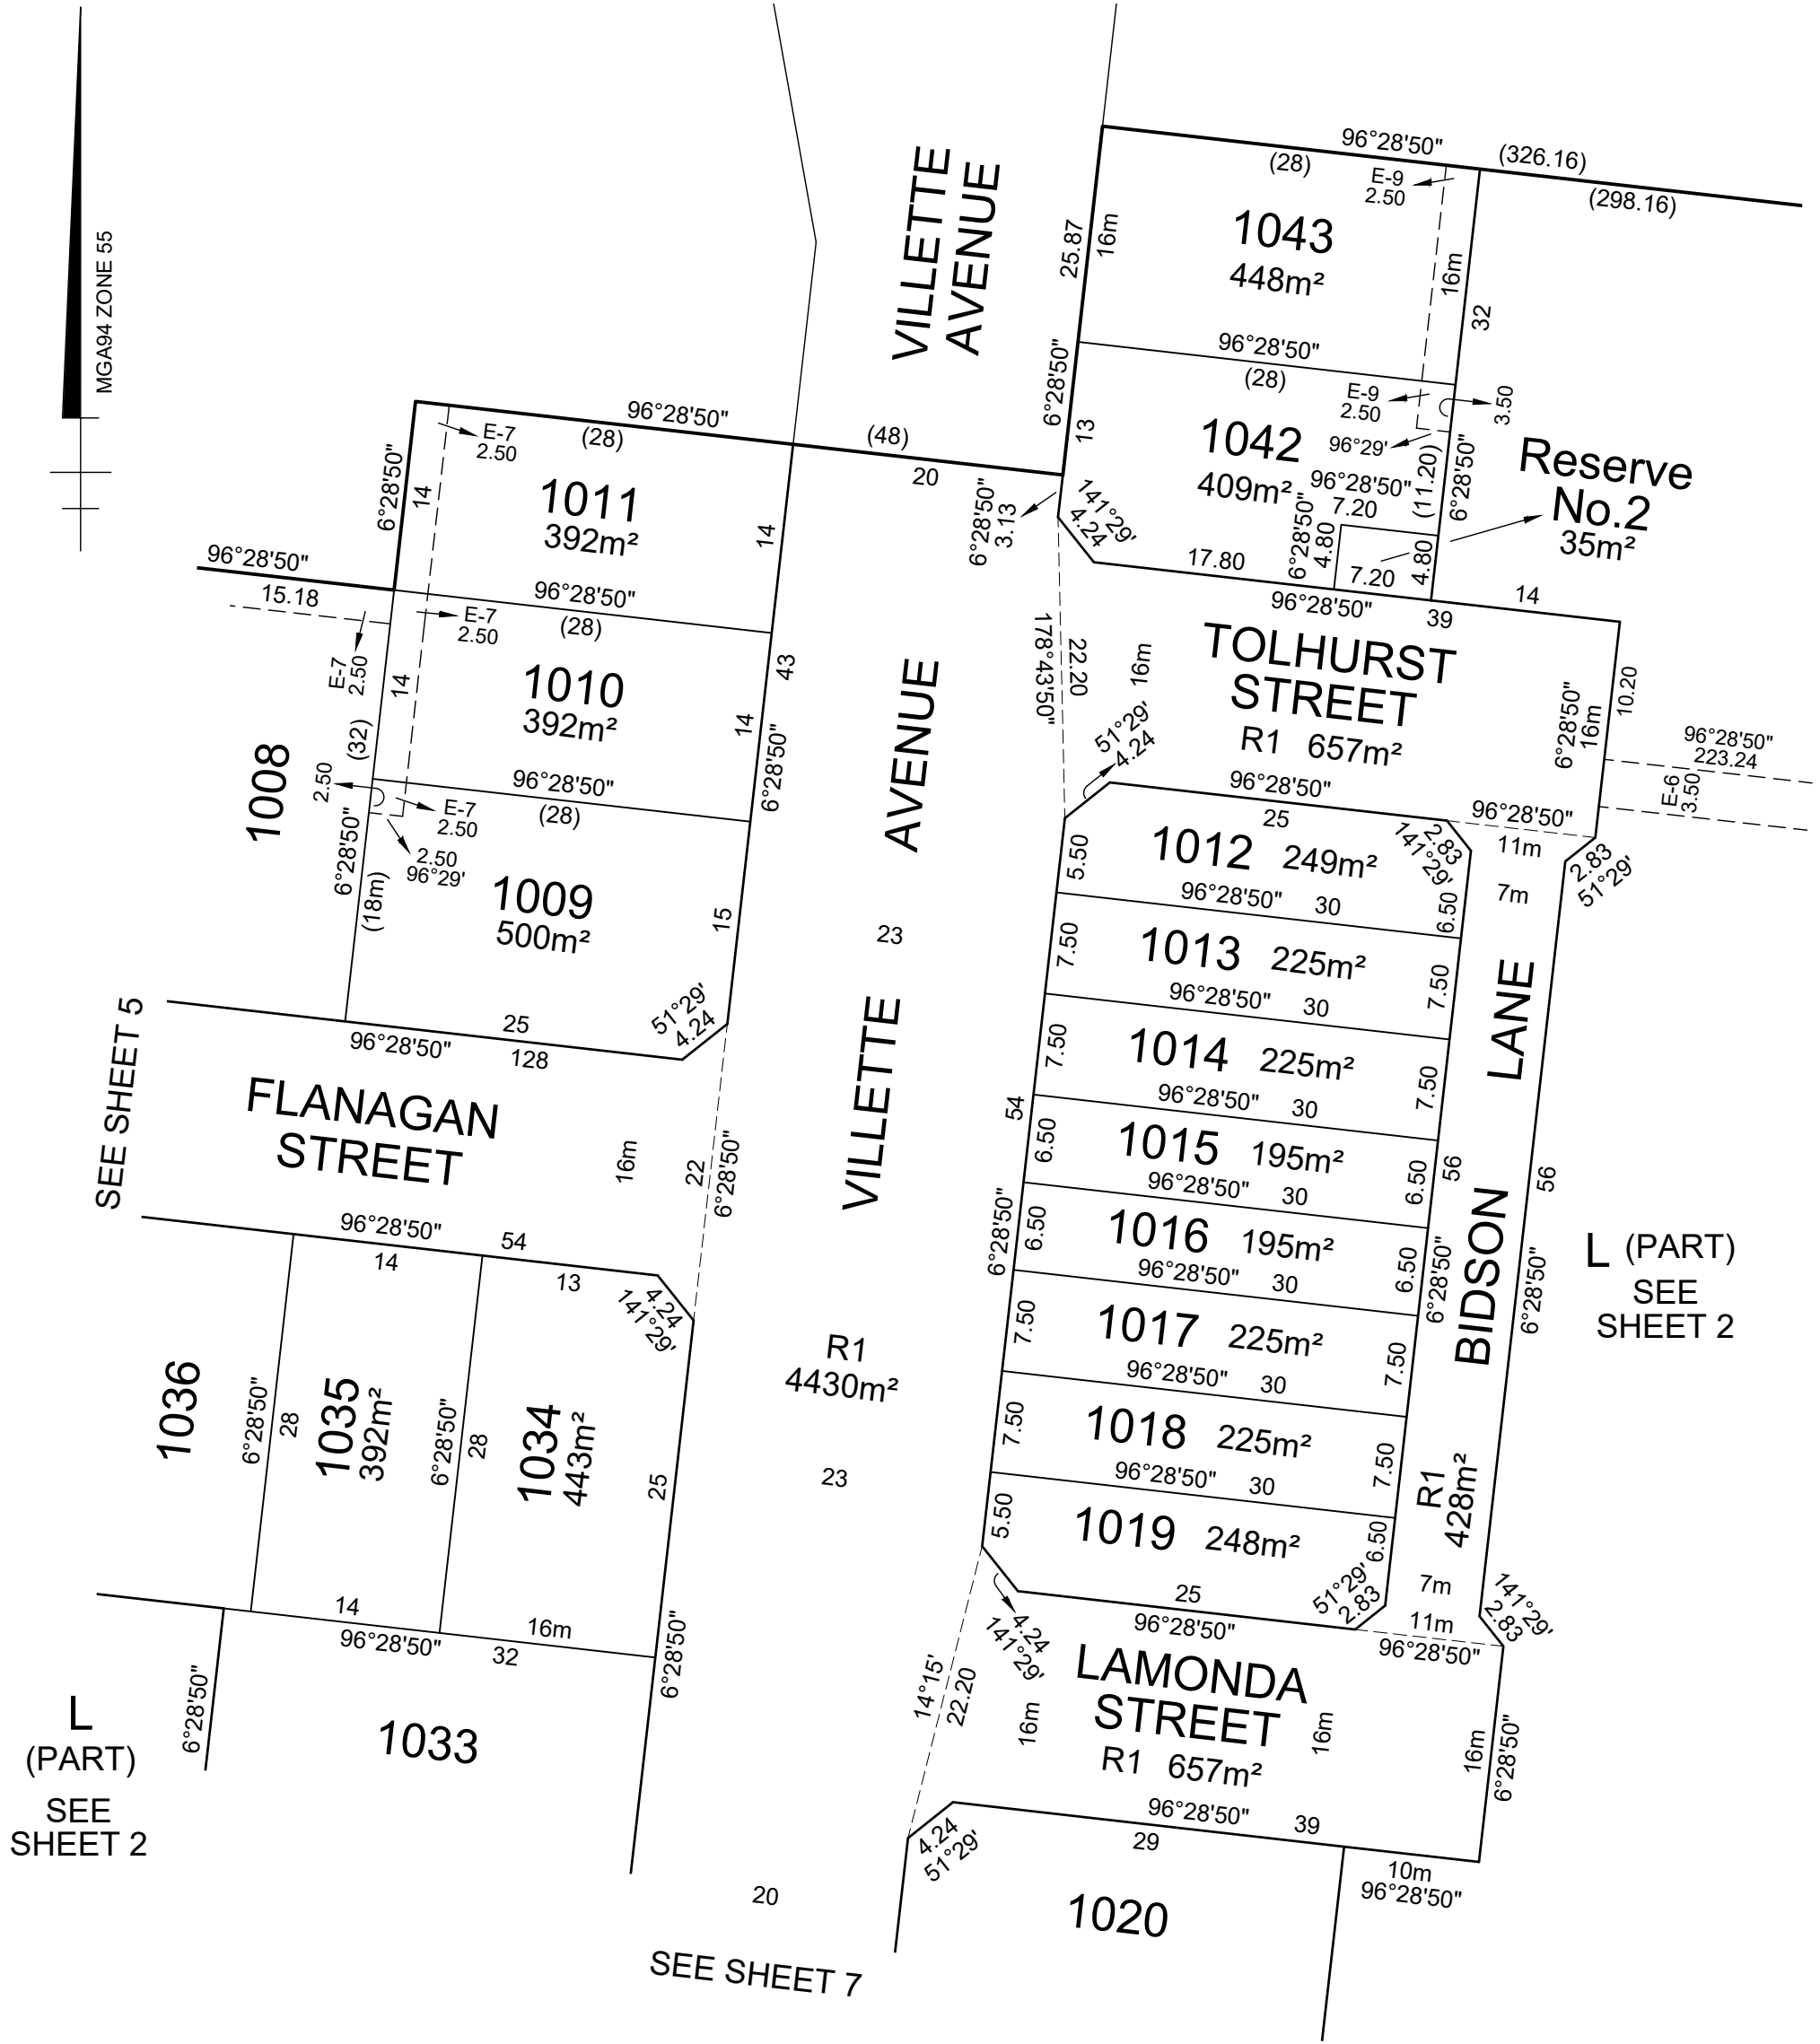 MGA94 ZONE 55
VILLETTE
AVENUE
96°28'50"
(326.16)
(28)
(298.16)
E-9
2.50
25.87
16m
1043
448m²
16m
32
6°28'50"
96°28'50"
(28)
E-9
2.50
3.50
13
1042
409m²
96°29'
(11.20)
6°28'50"
96°28'50"
7.20
Reserve
No.2
35m²
6°28'50"
4.80
7.20
4.80
141°29'
4.24
6°28'50"
3.13
17.80
96°28'50"
39
14
96°28'50"
(28)
(48)
20
E-7
2.50
6°28'50"
14
1011
392m²
14
96°28'50"
15.18
96°28'50"
(28)
E-7
2.50
E-7
2.50
14
1010
392m²
43
14
6°28'50"
(32)
1008
2.50
96°28'50"
(28)
E-7
2.50
2.50
96°29'
6°28'50"
(18m)
1009
500m²
15
51°29'
4.24
25
96°28'50"
128
SEE SHEET 5
FLANAGAN
STREET
16m
22
6°28'50"
96°28'50"
54
14
13
4.24
141°29'
1036
6°28'50"
28
1035
392m²
6°28'50"
28
1034
443m²
25
14
96°28'50"
16m
32
6°28'50"
6°28'50"
L
(PART)
SEE
SHEET 2
1033
VILLETTE AVENUE
23
R1
4430m²
23
20
SEE SHEET 7
178°43'50"
22.20
16m
TOLHURST
STREET
R1 657m²
6°28'50"
16m
10.20
96°28'50"
223.24
E-6
3.50
51°29'
4.24
96°28'50"
25
96°28'50"
11m
2.83
141°29'
2.83
51°29'
7m
5.50
1012 249m²
6.50
96°28'50" 30
7.50
1013 225m²
7.50
96°28'50" 30
7.50
1014 225m²
7.50
96°28'50" 30
54
6.50
1015 195m²
6.50
96°28'50" 30
56
56
6°28'50"
6.50
1016 195m²
6.50
96°28'50" 30
6°28'50"
6°28'50"
7.50
1017 225m²
7.50
96°28'50" 30
7.50
1018 225m²
7.50
96°28'50" 30
5.50
1019 248m²
6.50
BIDSON LANE
R1
428m²
L (PART)
SEE
SHEET 2
51°29'
2.83
7m
141°29'
2.83
25
96°28'50"
11m
96°28'50"
4.24
141°29'
14°15'
22.20
16m
LAMONDA
STREET
R1 657m²
16m
16m
6°28'50"
96°28'50"
39
4.24
51°29'
29
10m
96°28'50"
1020